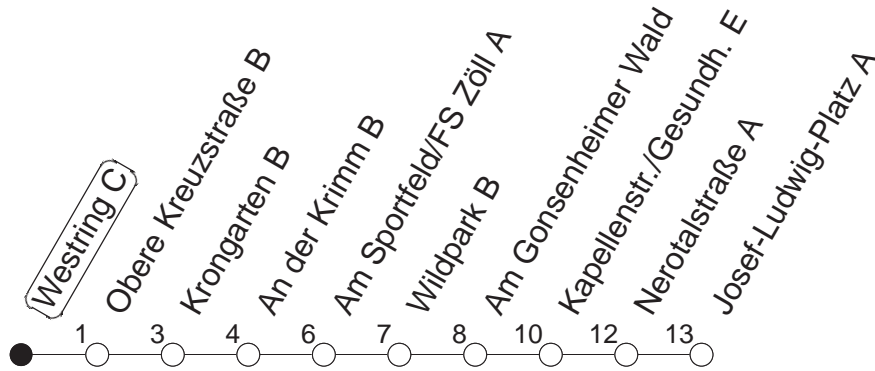 Westring C
Obere Kreuzstraße B
Krongarten B
An der Krimm B
Am Sportfeld/FS Zöll A
Wildpark B
Am Gonsenheimer Wald
Kapellenstr./Gesundh. E
Nerotalstraße A
Josef-Ludwig-Platz A
1 3 4 6 7 8 10 12 13